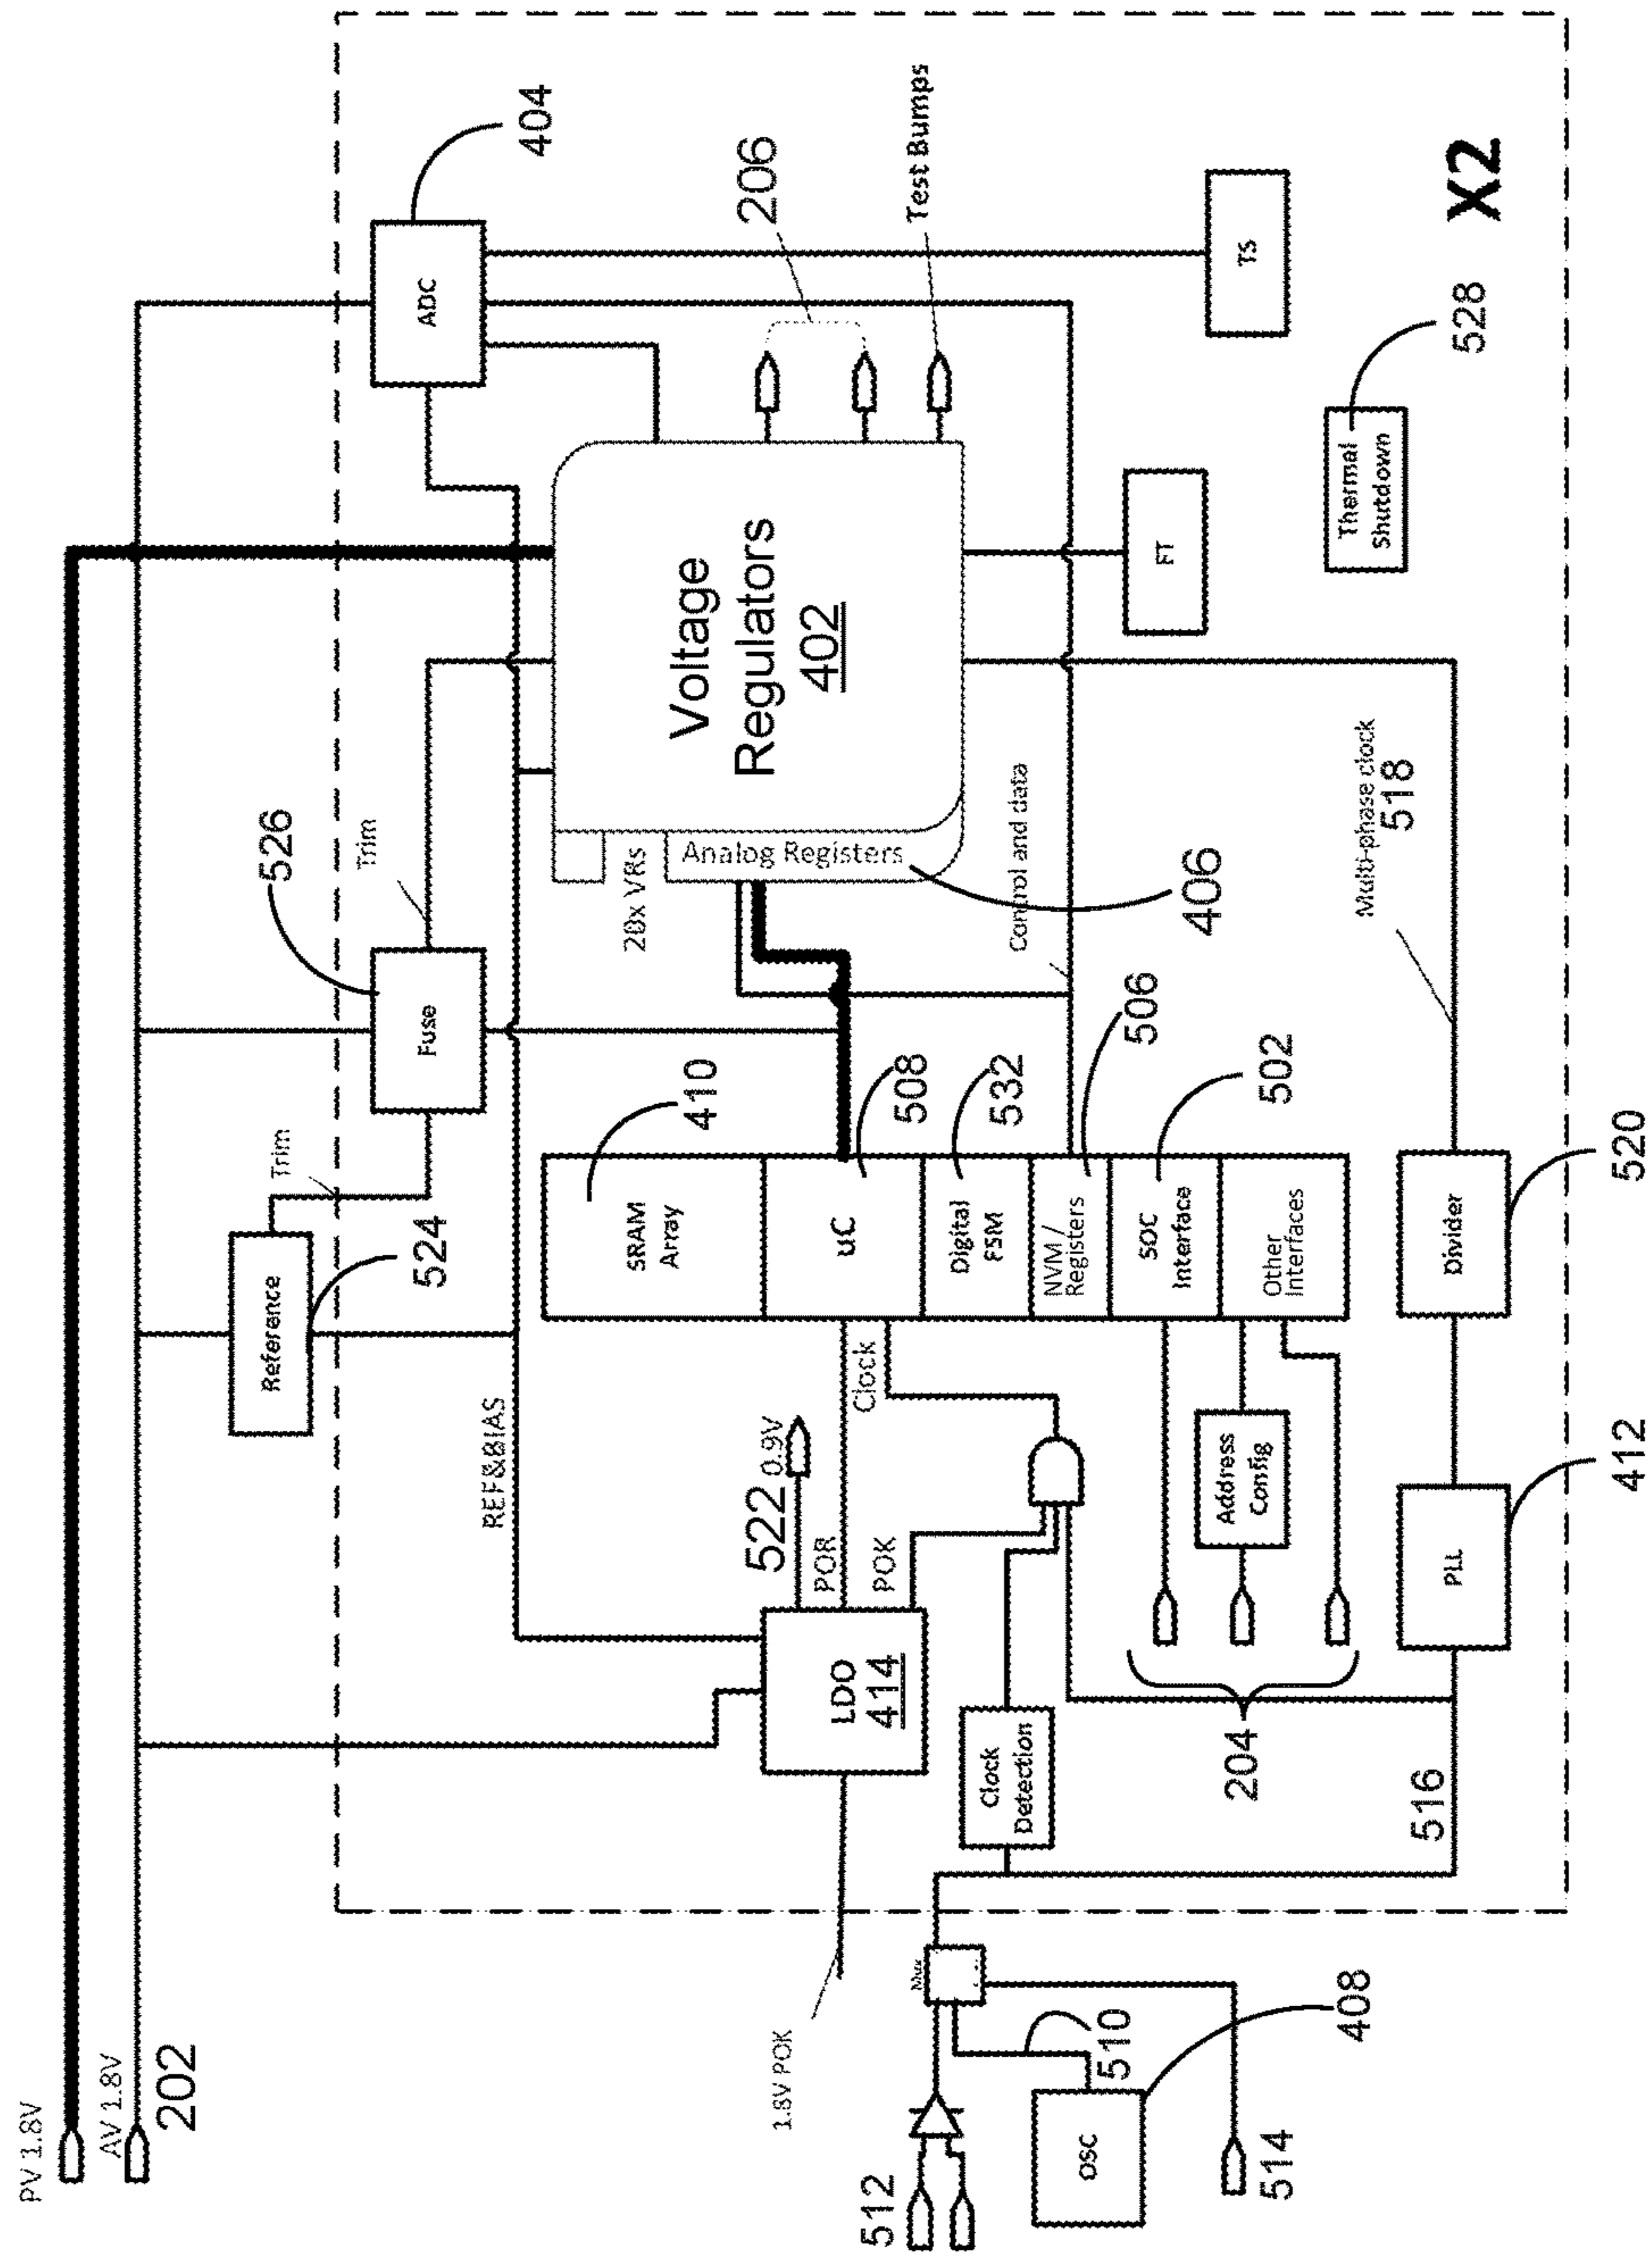 PV 1.8V
AV 1.8V
202
Reference
524
Trim
Fuse
526
Trim
ADC
404
REF&BIAS
1.8V POK
LDO
414
522
0.9V
POR
POK
Clock
SRAM
Array
410
uC
508
Digital
FSM
532
NVM /
Registers
506
SOC
Interface
502
Other
Interfaces
20x VRs
Analog Registers
406
Voltage
Regulators
402
206
Test Bumps
Control and data
FT
TS
Thermal
Shutdown
528
X2
Multi-phase clock
518
Mux
512
OSC
408
510
514
Clock
Detection
204
Address
Config
516
PLL
412
Divider
520